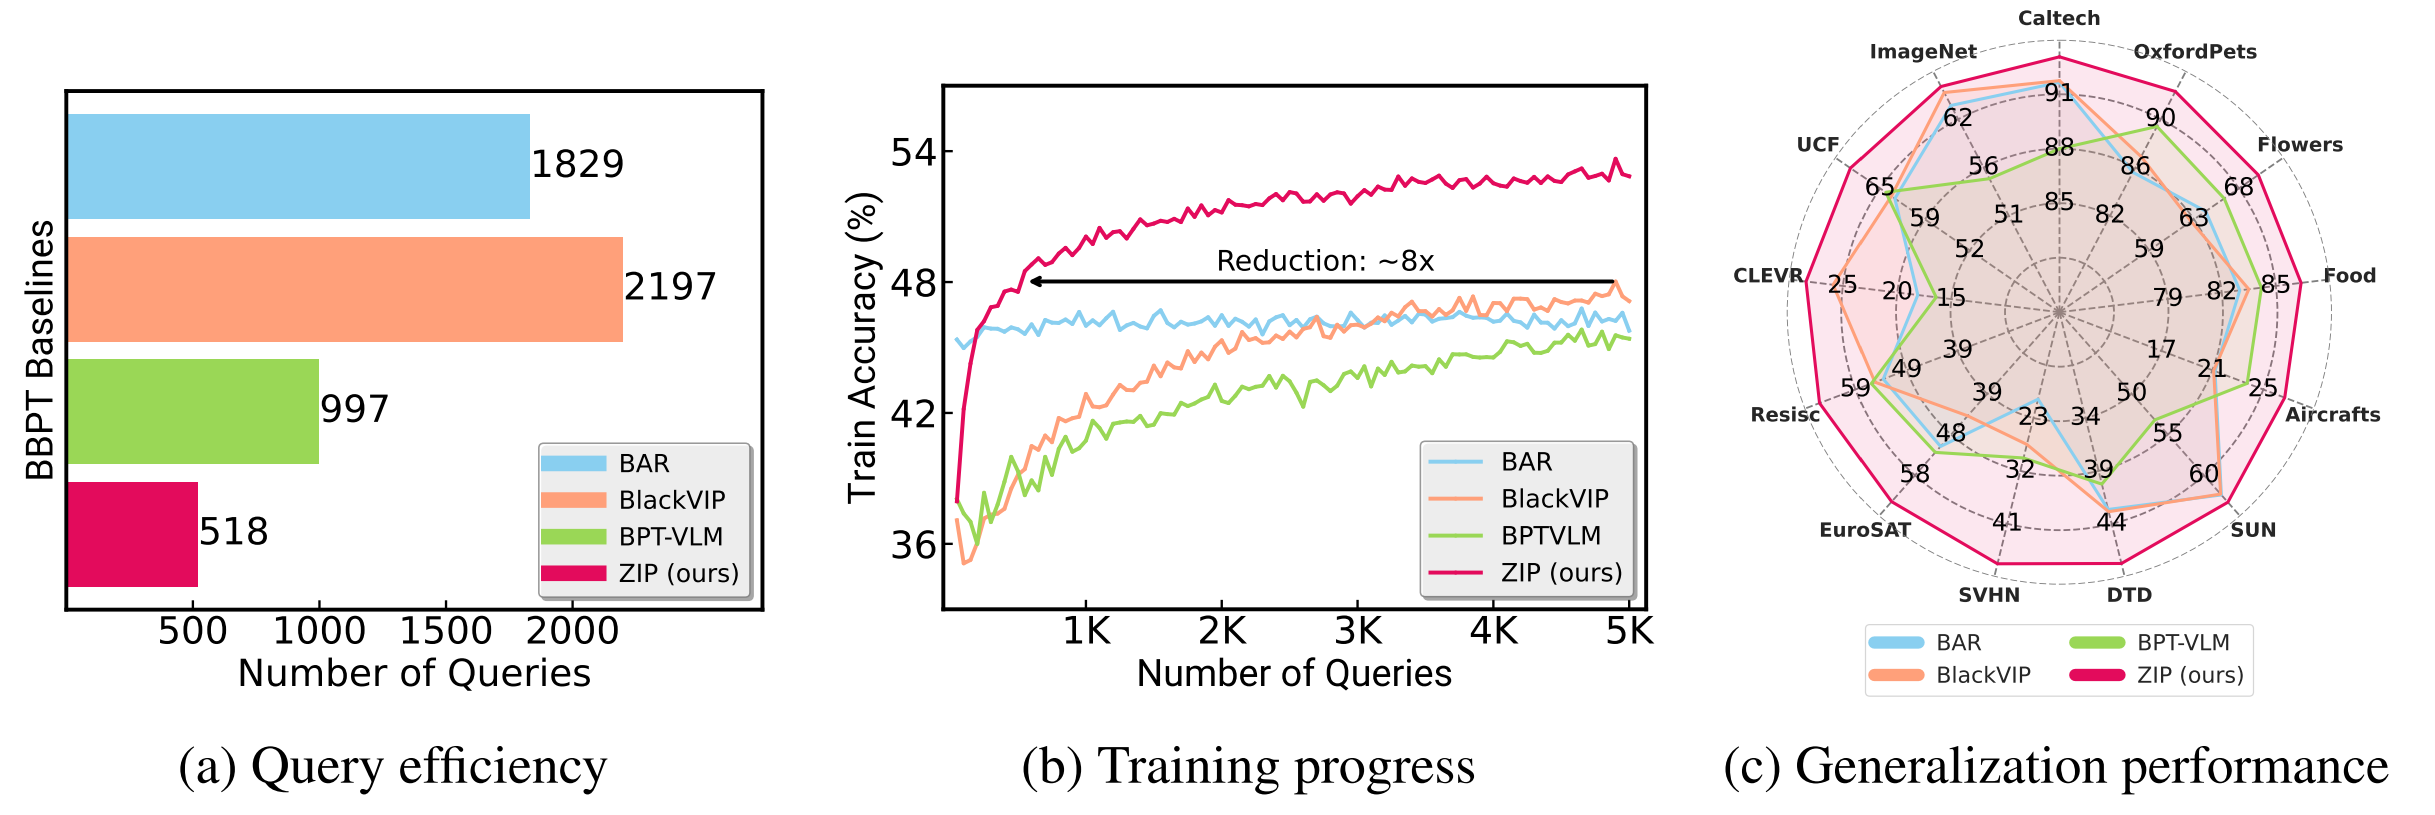 BBPT Baselines
1829
2197
997
518
BAR
BlackVIP
BPT-VLM
ZIP (ours)
500 1000 1500 2000
Number of Queries
(a) Query efficiency
Train Accuracy (%)
54
48
42
36
Reduction: ~8x
BAR
BlackVIP
BPTVLM
ZIP (ours)
1K 2K 3K 4K 5K
Number of Queries
(b) Training progress
Caltech
ImageNet OxfordPets
UCF Flowers
CLEVR Food
Resisc Aircrafts
EuroSAT SUN
SVHN DTD
91
88
85
90
86
82
68
63
59
85
82
79
25
21
17
60
55
50
44
39
34
41
32
23
58
48
39
59
49
39
25
20
15
65
59
52
62
56
51
BAR BPT-VLM
BlackVIP ZIP (ours)
(c) Generalization performance